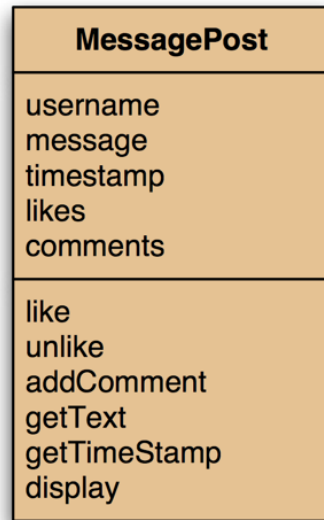 MessagePost
username
message
timestamp
likes
comments
like
unlike
addComment
getText
getTimeStamp
display